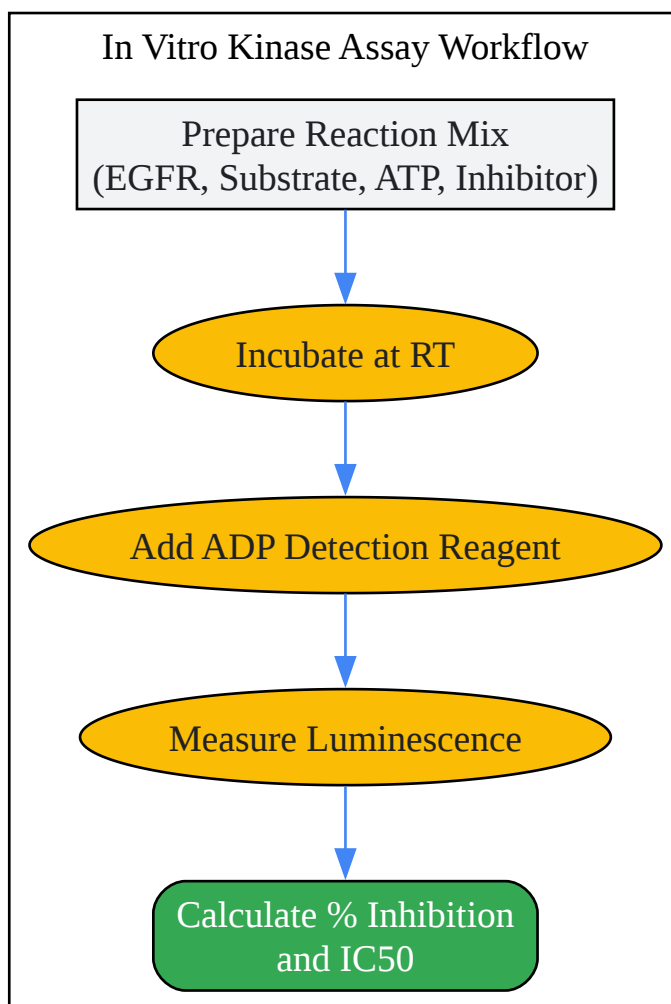 In Vitro Kinase Assay Workflow
Prepare Reaction Mix
(EGFR, Substrate, ATP, Inhibitor)
Incubate at RT
Add ADP Detection Reagent
Measure Luminescence
Calculate % Inhibition
and IC50